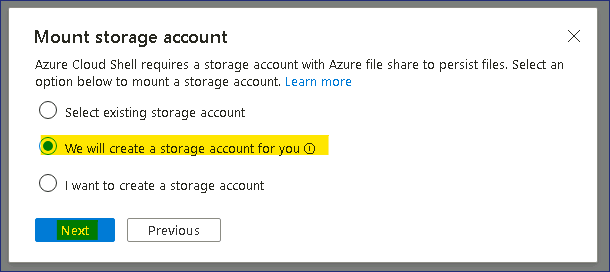 Mount storage account
Azure Cloud Shell requires a storage account with Azure file share to persist files. Select an
option below to mount a storage account. Learn more
Select existing storage account
We will create a storage account for you
I want to create a storage account
Next Previous